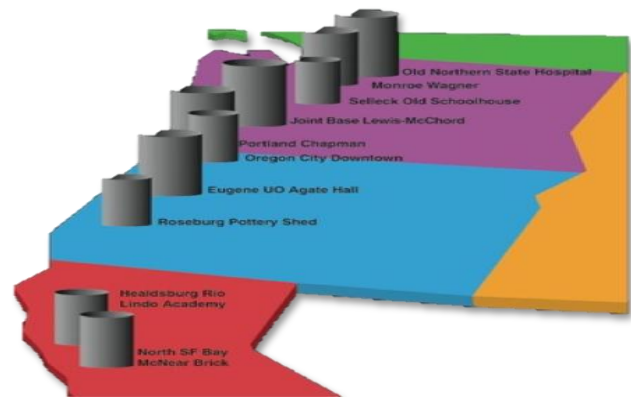 Old Northern State Hospital
Monroe Wagner
Selleck Old Schoolhouse
Joint Base Lewis-McChord
Portland Chapman
Oregon City Downtown
Eugene UO Agate Hall
Roseburg Pottery Shed
Healdsburg Rio
Lindo Academy
North SF Bay
McNear Brick